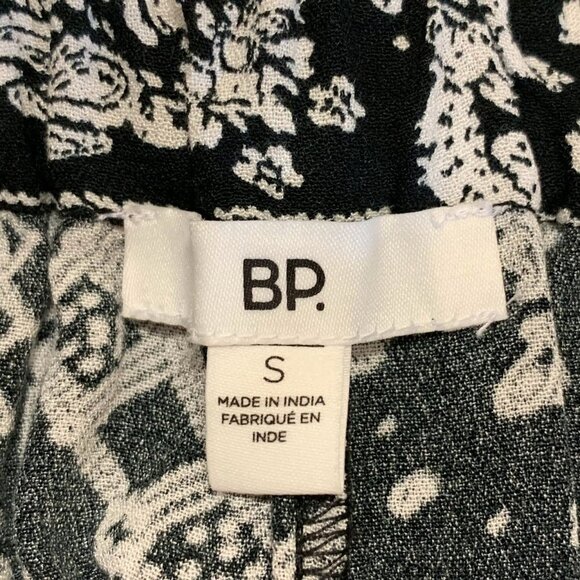 BP.
S
MADE IN INDIA
FABRIQUÉ EN
INDE